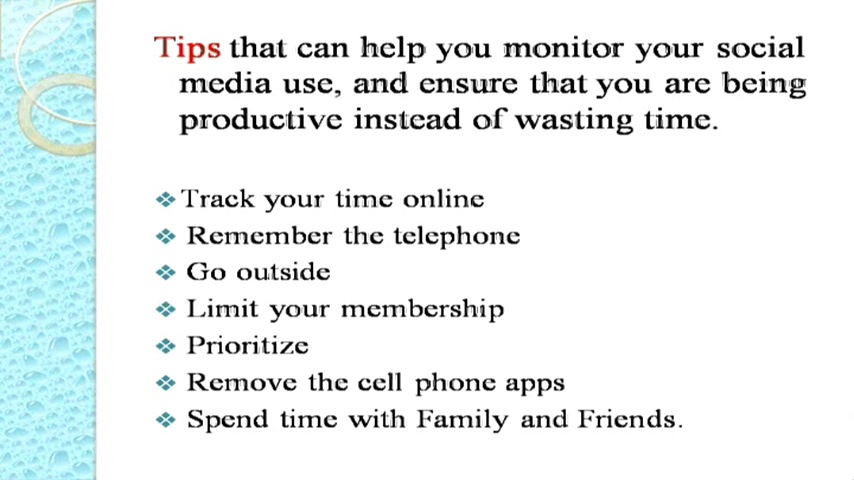 Tips that can help you monitor your social
media use, and ensure that you are being
productive instead of wasting time.
Track your time online
Remember the telephone
Go outside
Limit your membership
Prioritize
Remove the cell phone apps
Spend time with Family and Friends.